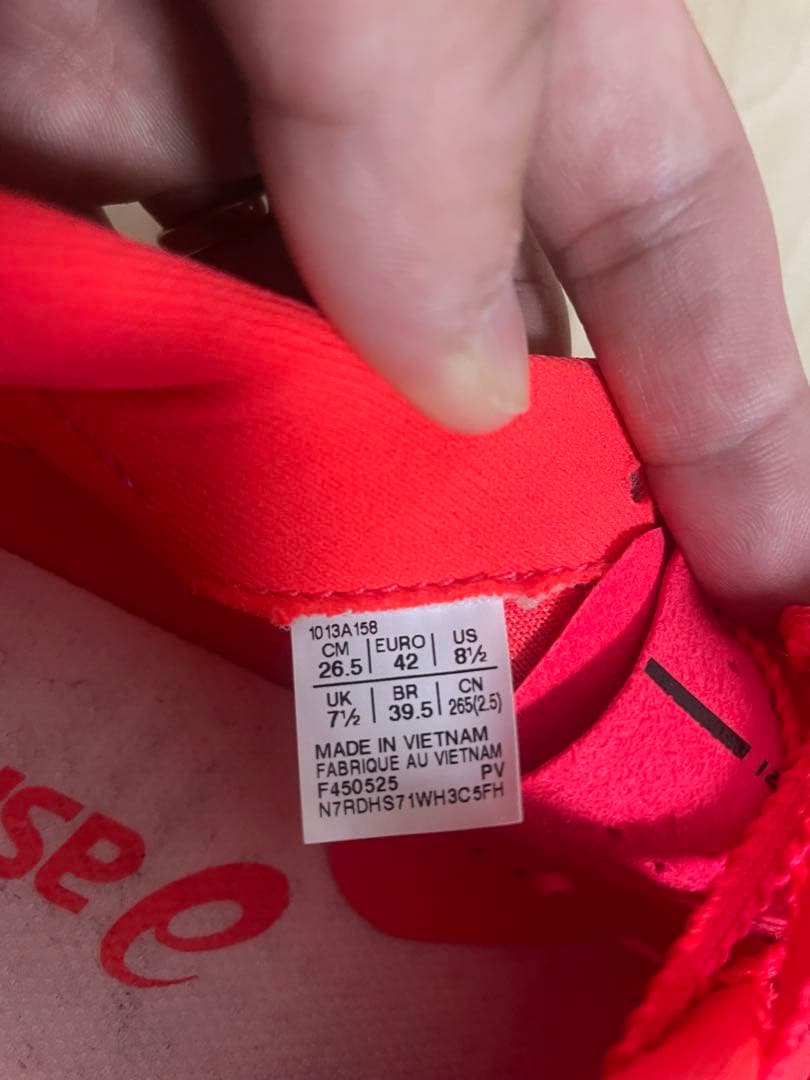 1013A158
CM EURO US
26.5 42 8½
UK BR CN
7½ 39.5 265(2.5)
MADE IN VIETNAM
FABRIQUE AU VIETNAM
F450525 PV
N7RDHS71WH3C5FH